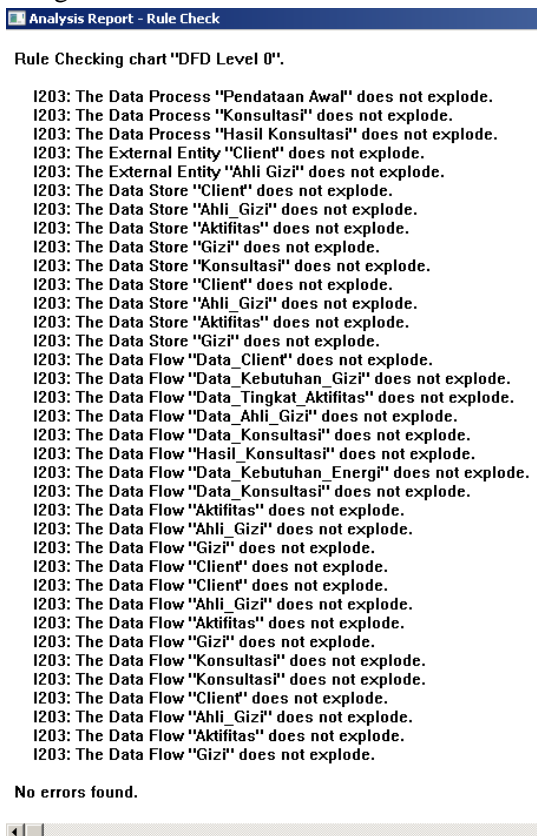 Analysis Report - Rule Check
Rule Checking chart "DFD Level 0".
I203: The Data Process "Pendataan Awal" does not explode.
I203: The Data Process "Konsultasi" does not explode.
I203: The Data Process "Hasil Konsultasi" does not explode.
I203: The External Entity "Client" does not explode.
I203: The External Entity "Ahli Gizi" does not explode.
I203: The Data Store "Client" does not explode.
I203: The Data Store "Ahli_Gizi" does not explode.
I203: The Data Store "Aktifitas" does not explode.
I203: The Data Store "Gizi" does not explode.
I203: The Data Store "Konsultasi" does not explode.
I203: The Data Store "Client" does not explode.
I203: The Data Store "Ahli_Gizi" does not explode.
I203: The Data Store "Aktifitas" does not explode.
I203: The Data Store "Gizi" does not explode.
I203: The Data Flow "Data_Client" does not explode.
I203: The Data Flow "Data_Kebutuhan_Gizi" does not explode.
I203: The Data Flow "Data_Tingkat_Aktifitas" does not explode.
I203: The Data Flow "Data_Ahli_Gizi" does not explode.
I203: The Data Flow "Data_Konsultasi" does not explode.
I203: The Data Flow "Hasil_Konsultasi" does not explode.
I203: The Data Flow "Data_Kebutuhan_Energi" does not explode.
I203: The Data Flow "Data_Konsultasi" does not explode.
I203: The Data Flow "Aktifitas" does not explode.
I203: The Data Flow "Ahli_Gizi" does not explode.
I203: The Data Flow "Gizi" does not explode.
I203: The Data Flow "Client" does not explode.
I203: The Data Flow "Client" does not explode.
I203: The Data Flow "Ahli_Gizi" does not explode.
I203: The Data Flow "Aktifitas" does not explode.
I203: The Data Flow "Gizi" does not explode.
I203: The Data Flow "Konsultasi" does not explode.
I203: The Data Flow "Konsultasi" does not explode.
I203: The Data Flow "Client" does not explode.
I203: The Data Flow "Ahli_Gizi" does not explode.
I203: The Data Flow "Aktifitas" does not explode.
I203: The Data Flow "Gizi" does not explode.
No errors found.